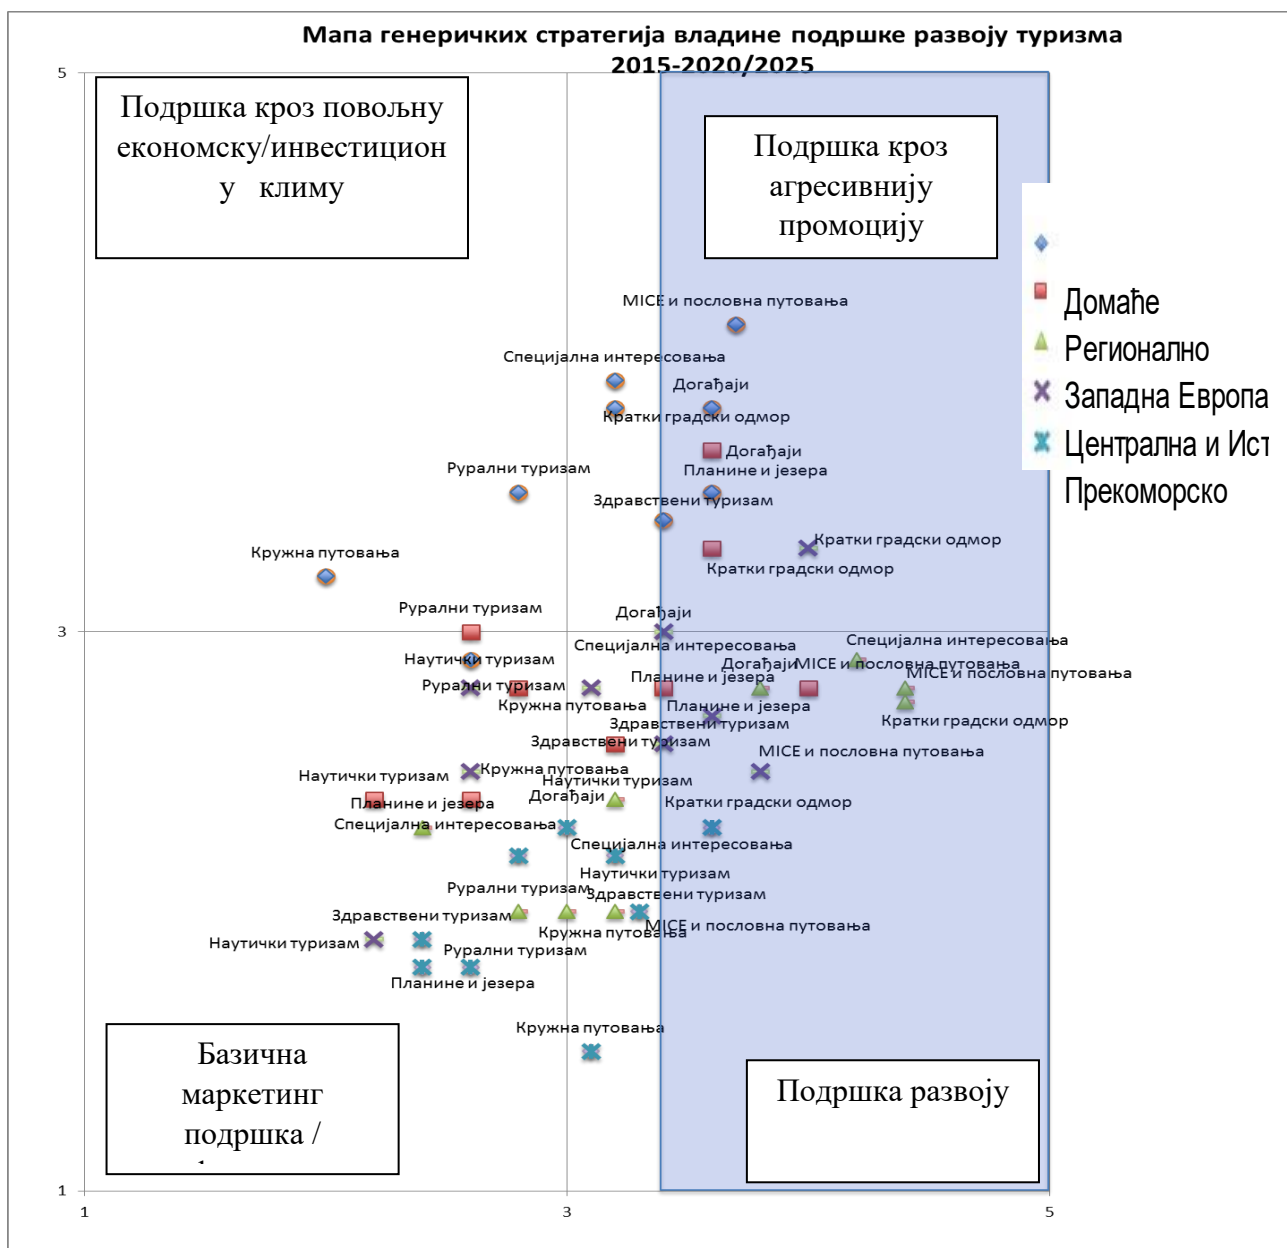 Мапа генеричких стратегија владине подршке развоју туризма
2015-2020/2025
5
Подршка кроз повољну
економску/инвестицион
у климу
Подршка кроз
агресивнију
промоцију
Домаће
Регионално
Западна Европа
Централна и Ист
Прекоморско
MICE и пословна путовања
Специјална интересовања
Догађаји
Кратки градски одмор
Догађаји
Рурални туризам
Планине и језера
Здравствени туризам
Кратки градски одмор
Кружна путовања
Кратки градски одмор
Рурални туризам
Догађаји
3
Специјална интересовања
Специјална интересовања
Наутички туризам
Догађаји
MICE и пословна путовања
Планине и језера
MICE и пословна путовања
Рурални туризам
Кружна путовања
Планине и језера
Кратки градски одмор
Здравствени туризам
Здравствени туризам
MICE и пословна путовања
Кружна путовања
Наутички туризам
Наутички туризам
Догађаји
Планине и језера
Кратки градски одмор
Специјална интересовања
Специјална интересовања
Наутички туризам
Рурални туризам
Здравствени туризам
Здравствени туризам
MICE и пословна путовања
Кружна путовања
Наутички туризам
Рурални туризам
Планине и језера
Кружна путовања
Базична
маркетинг
подршка /
Подршка развоју
1
1
3
5